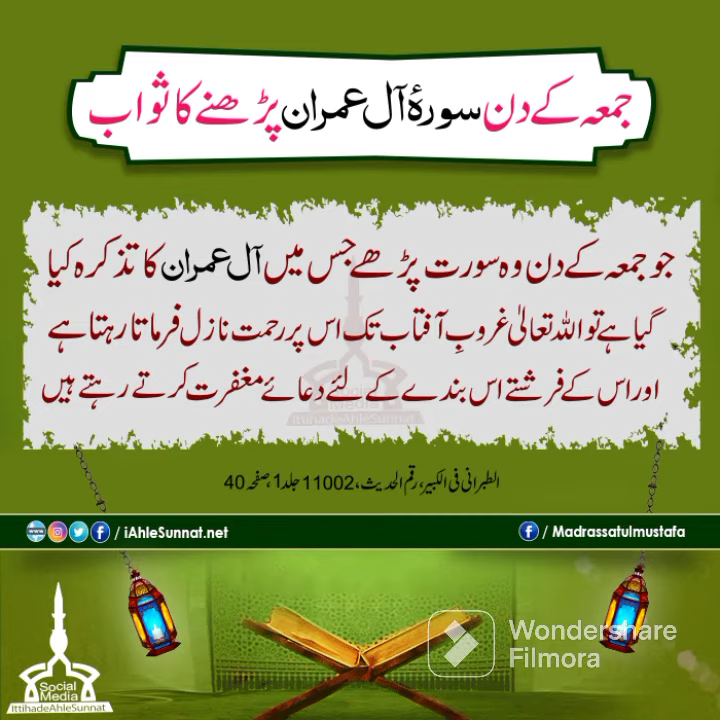 جمعہ کے دن سورۂ آل عمران پڑھنے کا ثواب
جو جمعہ کے دن وہ سورت پڑھے جس میں آل عمران کا تذکرہ کیا
گیا ہے تو اللہ تعالیٰ غروبِ آفتاب تک اس پر رحمت نازل فرماتا رہتا ہے
اور اس کے فرشتے اس بندے کے لئے دعائے مغفرت کرتے رہتے ہیں
الطبرانی فی الکبیر، رقم الحدیث، 11002 جلد 1، صفحہ 40
/ iAhleSunnat.net
/ Madrassatulmustafa
Wondershare
Filmora
Social
Media
IttihadeAhleSunnat